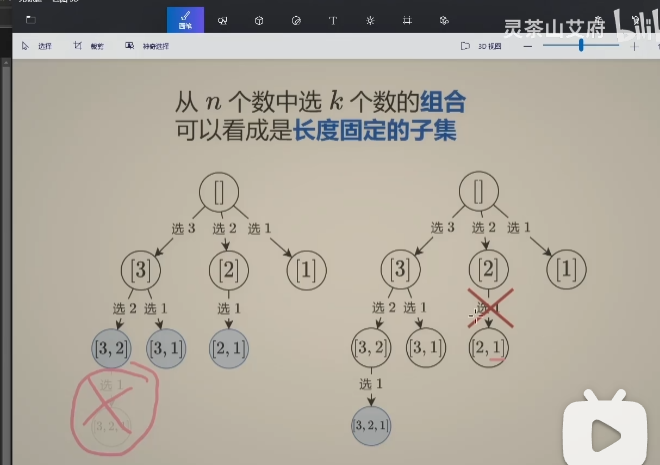 画笔
灵茶山艾府 bili
选择 裁剪 神奇选择 3D 视图
从 n 个数中选 k 个数的组合
可以看成是长度固定的子集
[] []
选 3 选 2 选 1 选 3 选 2 选 1
[3] [2] [1] [3] [2] [1]
选 2 选 1 选 1 选 2 选 1
[3, 2] [3, 1] [2, 1] [3, 2] [3, 1] [2, 1]
选 1 选 1
[3, 2, 1] [3, 2, 1]